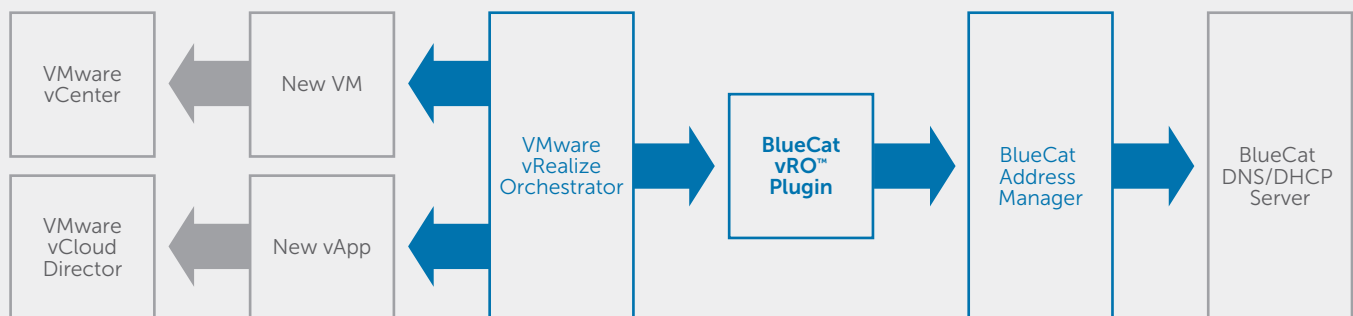 VMware
vCenter
New VM
VMware
vCloud
Director
New vApp
VMware
vRealize
Orchestrator
BlueCat
vRO™
Plugin
BlueCat
Address
Manager
BlueCat
DNS/DHCP
Server